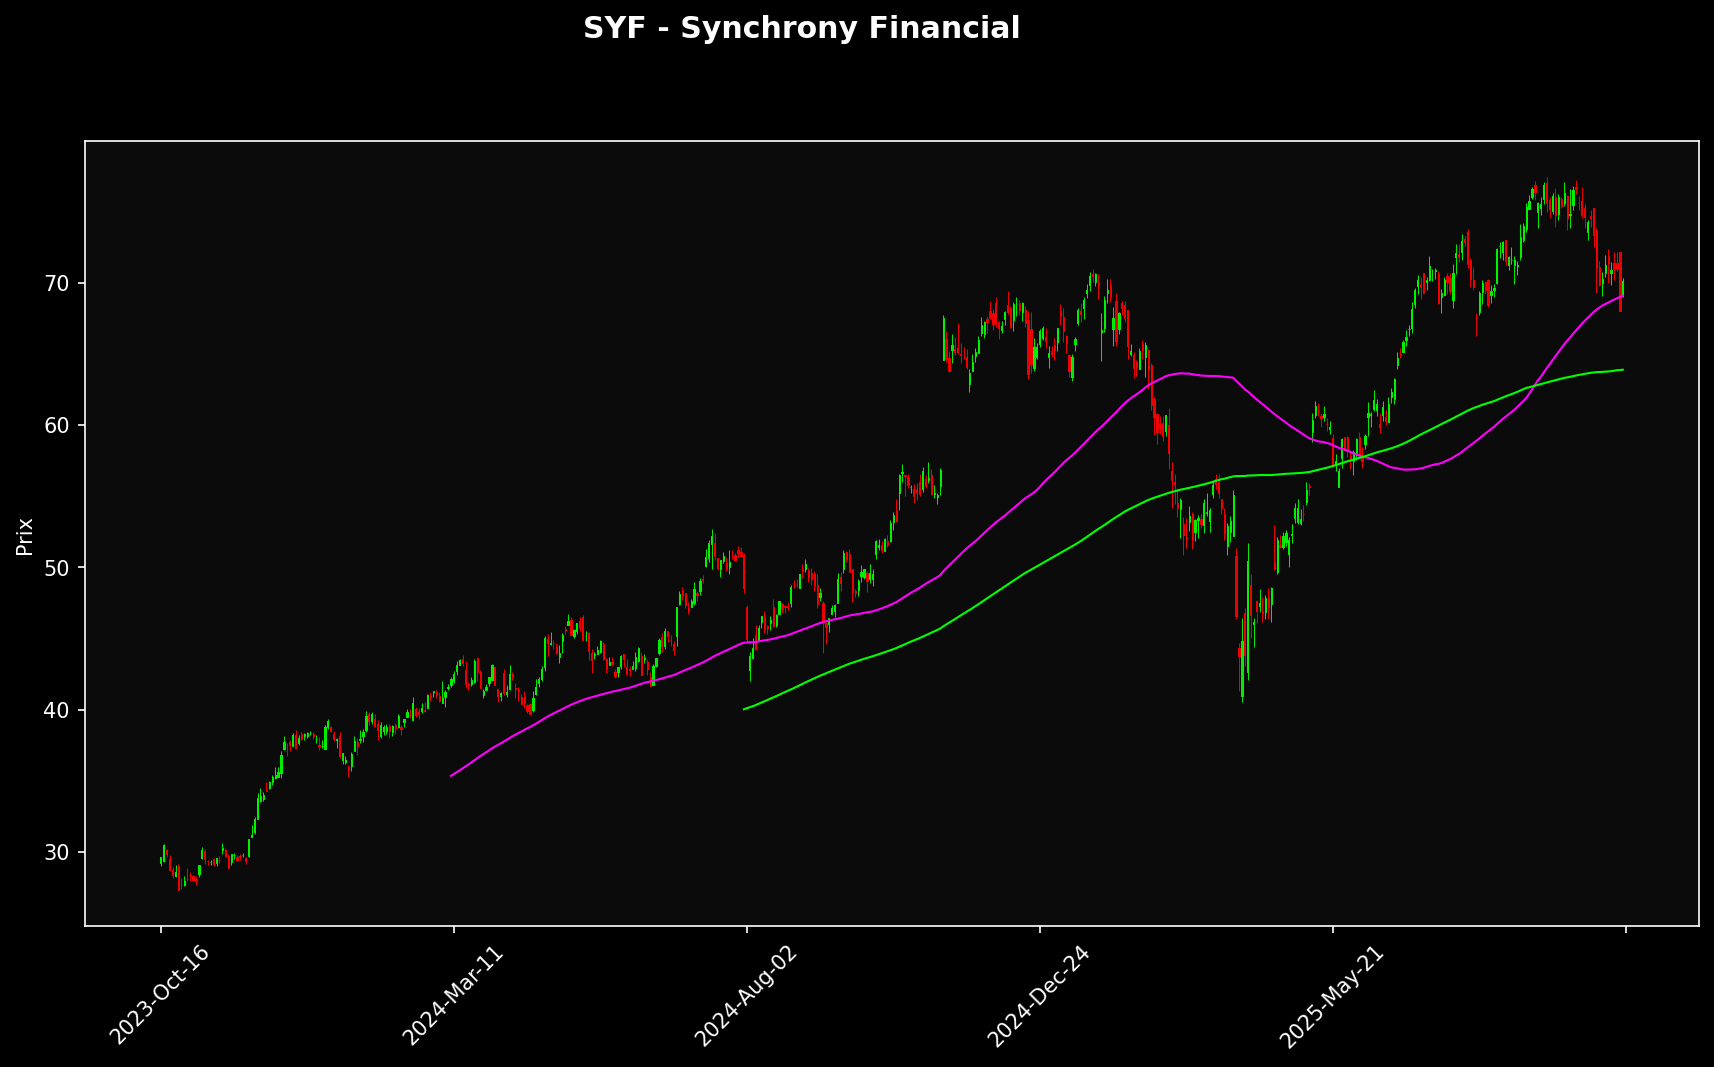 SYF - Synchrony Financial
Prix
70
60
50
40
30
2023-Oct-16
2024-Mar-11
2024-Aug-02
2024-Dec-24
2025-May-21